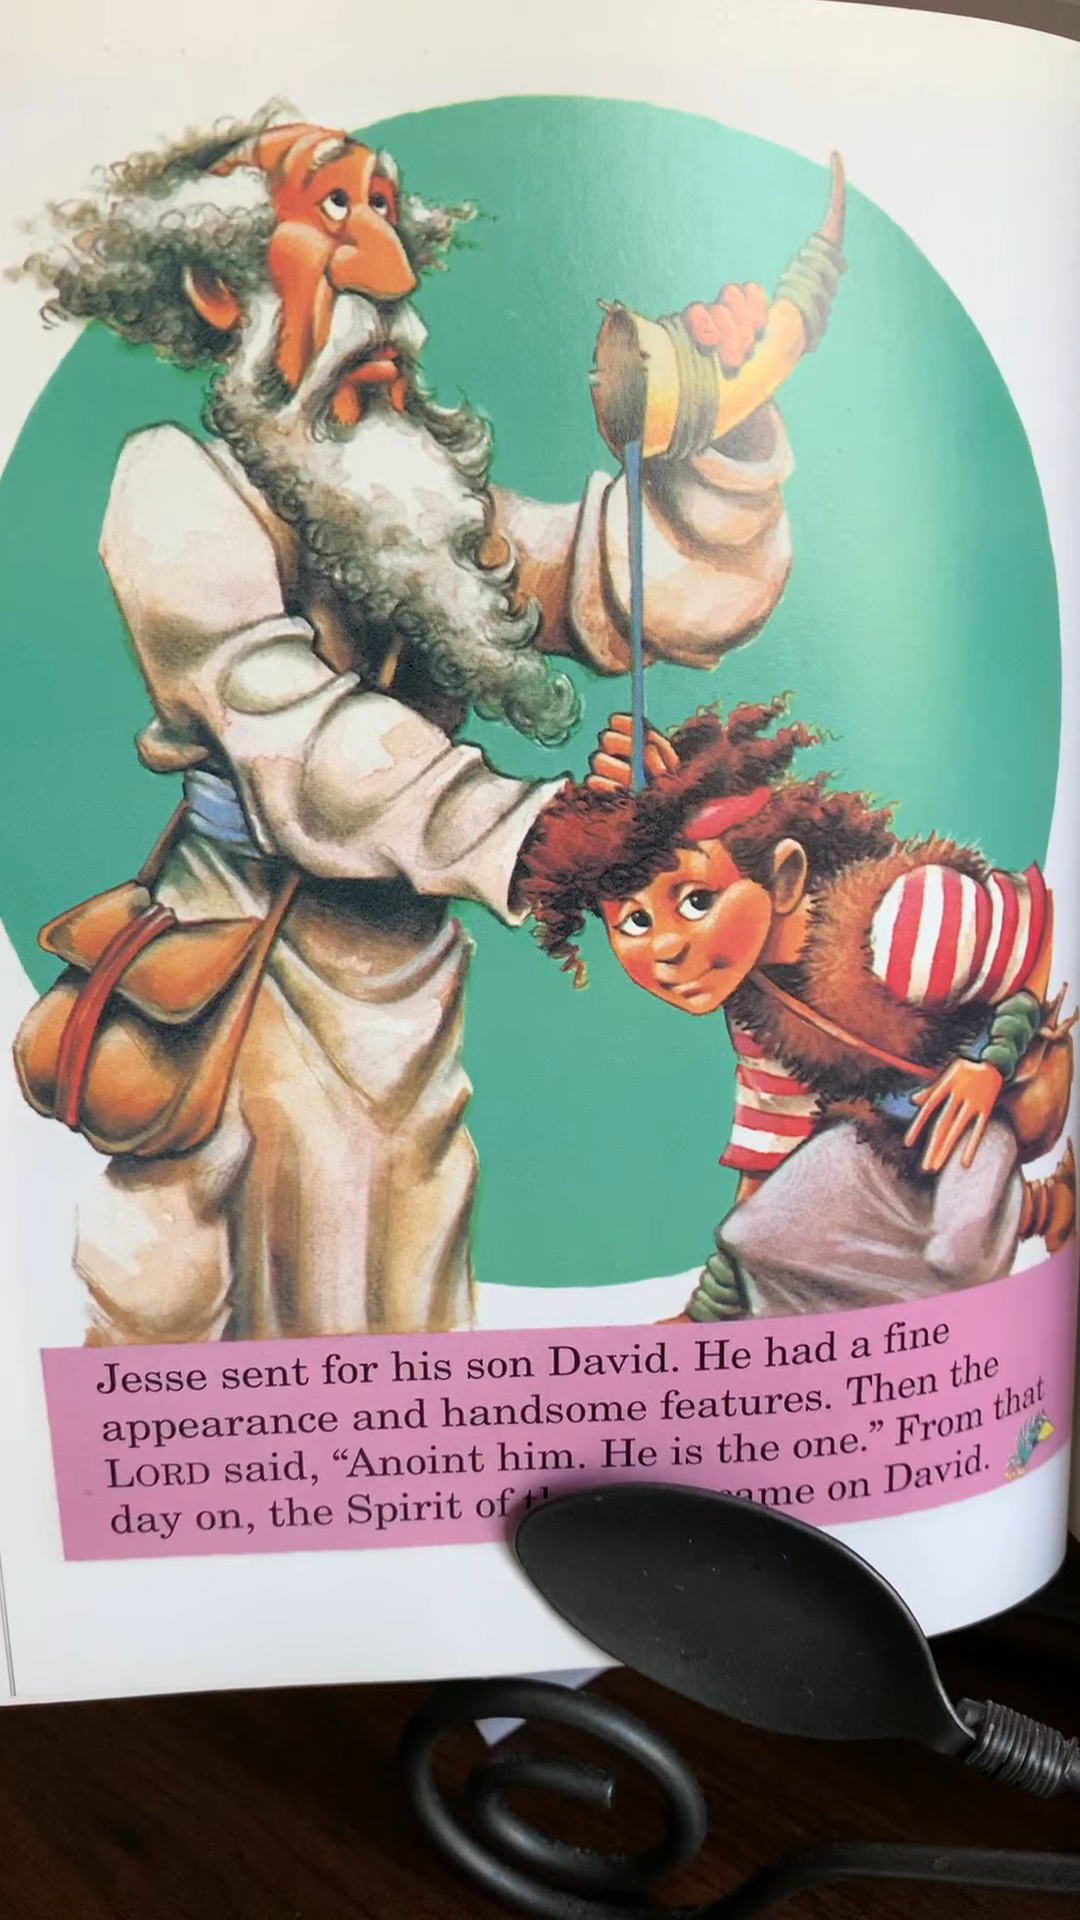 Jesse sent for his son David. He had a fine
appearance and handsome features. Then the
LORD said, “Anoint him. He is the one.” From that
day on, the Spirit of on David.